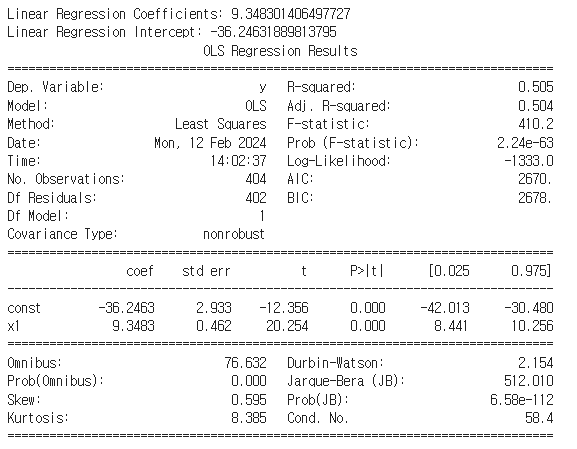 Linear Regression Coefficients: 9.348301406497727
Linear Regression Intercept: -36.24631889813795
OLS Regression Results
==============================================================================
Dep. Variable: y R-squared: 0.505
Model: OLS Adj. R-squared: 0.504
Method: Least Squares F-statistic: 410.2
Date: Mon, 12 Feb 2024 Prob (F-statistic): 2.24e-63
Time: 14:02:37 Log-Likelihood: -1333.0
No. Observations: 404 AIC: 2670.
Df Residuals: 402 BIC: 2678.
Df Model: 1
Covariance Type: nonrobust
==============================================================================
coef std err t P>|t| [0.025 0.975]
------------------------------------------------------------------------------
const -36.2463 2.933 -12.356 0.000 -42.013 -30.480
x1 9.3483 0.462 20.254 0.000 8.441 10.256
==============================================================================
Omnibus: 76.632 Durbin-Watson: 2.154
Prob(Omnibus): 0.000 Jarque-Bera (JB): 512.010
Skew: 0.595 Prob(JB): 6.58e-112
Kurtosis: 8.385 Cond. No. 58.4
==============================================================================